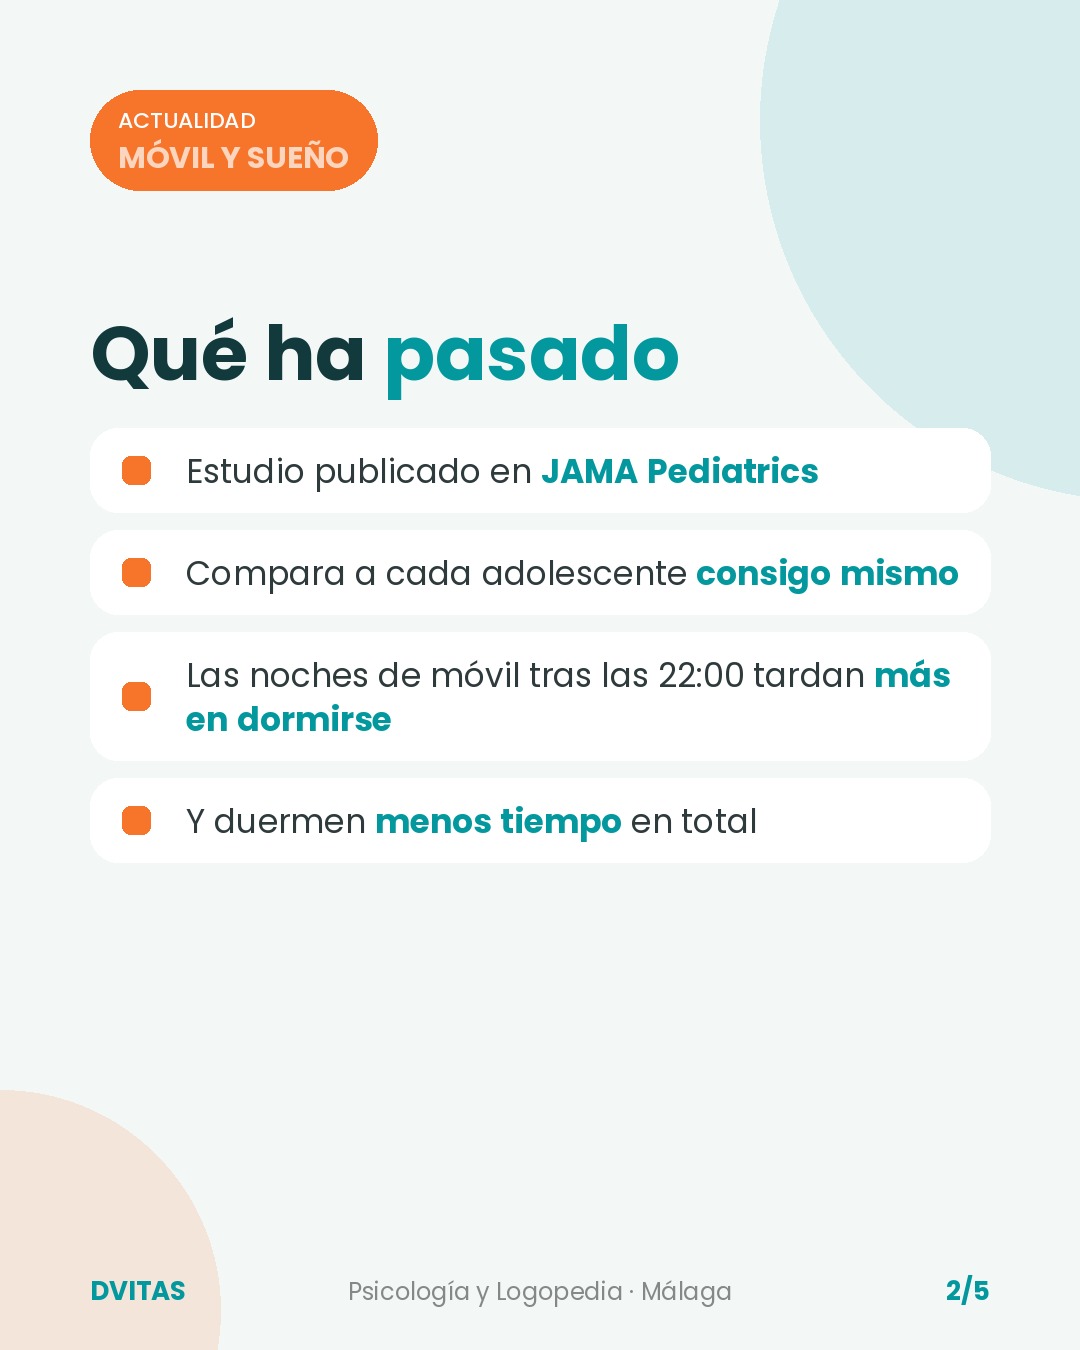 ACTUALIDAD
MÓVIL Y SUEÑO
Qué ha pasado
Estudio publicado en JAMA Pediatrics
Compara a cada adolescente consigo mismo
Las noches de móvil tras las 22:00 tardan más
en dormirse
Y duermen menos tiempo en total
DVITAS
Psicología y Logopedia · Málaga
2/5